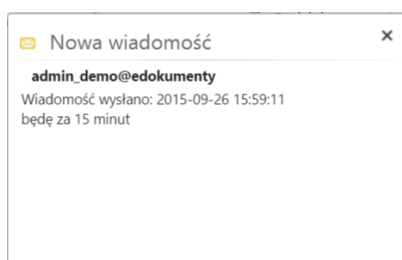 Nowa wiadomość
admin_demo@edokumenty
Wiadomość wysłano: 2015-09-26 15:59:11
będę za 15 minut